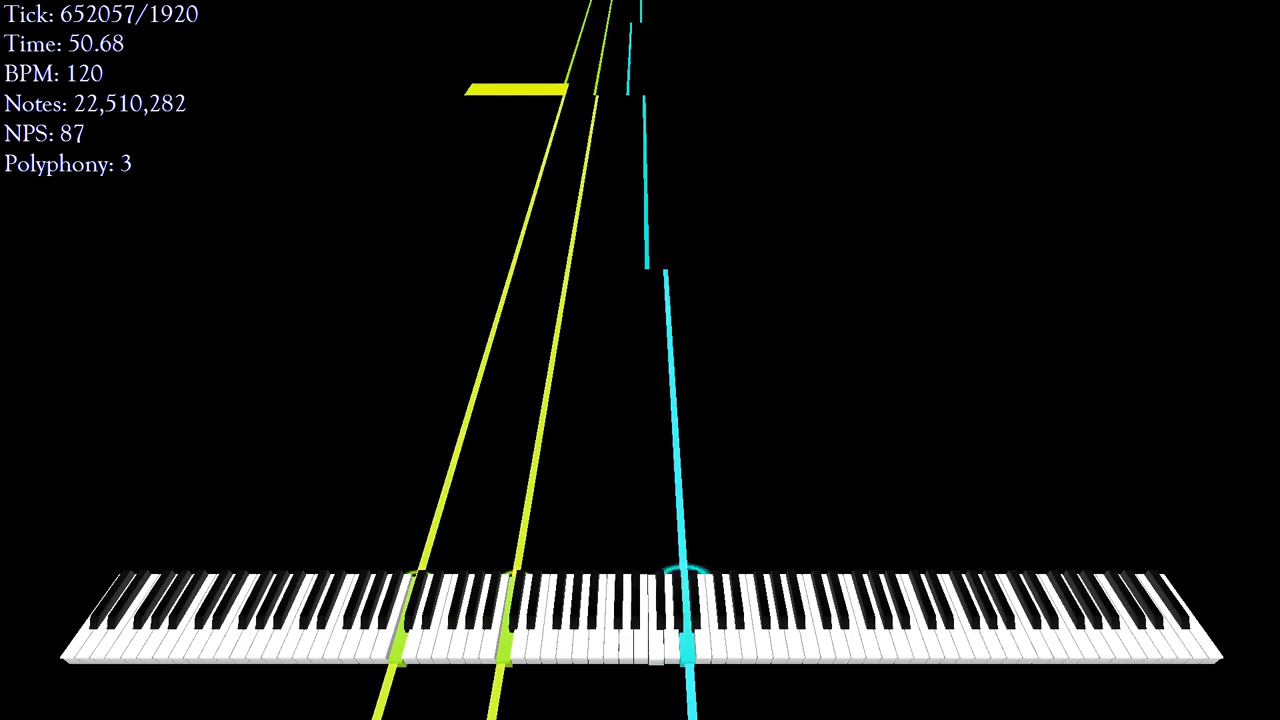 Tick: 652057/1920
Time: 50.68
BPM: 120
Notes: 22,510,282
NPS: 87
Polyphony: 3